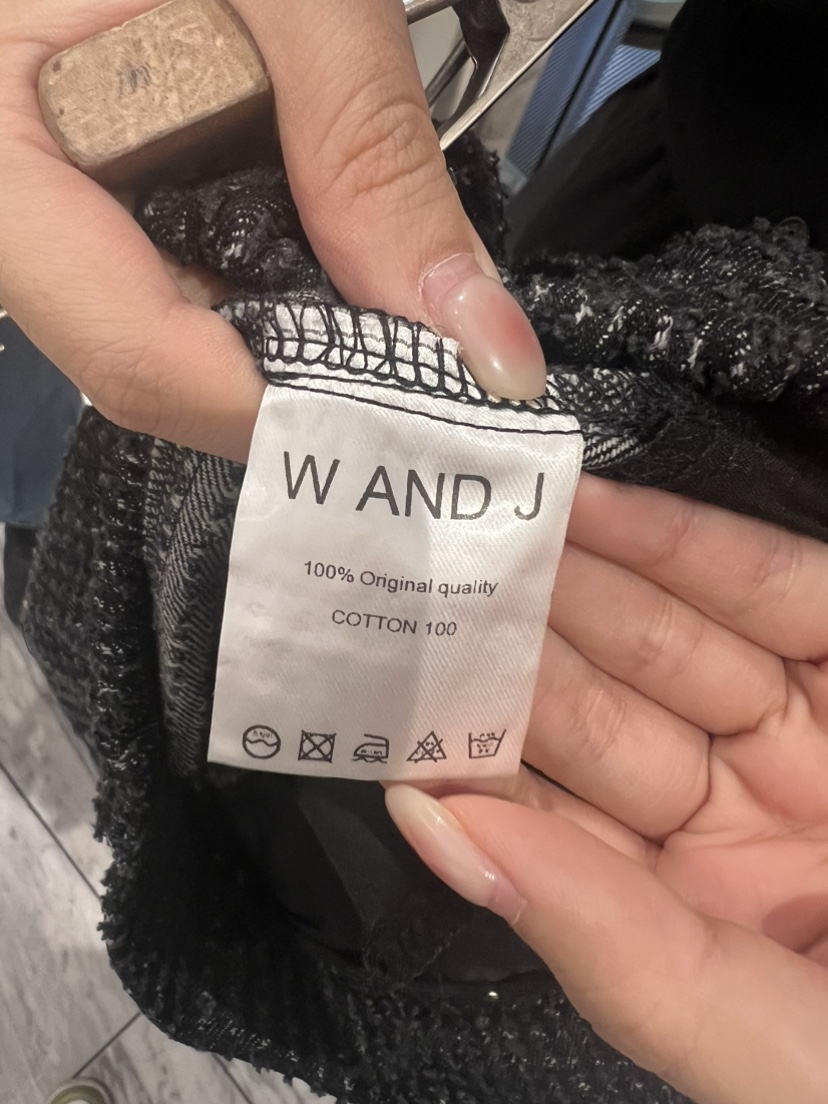 W AND J
100% Original quality
COTTON 100